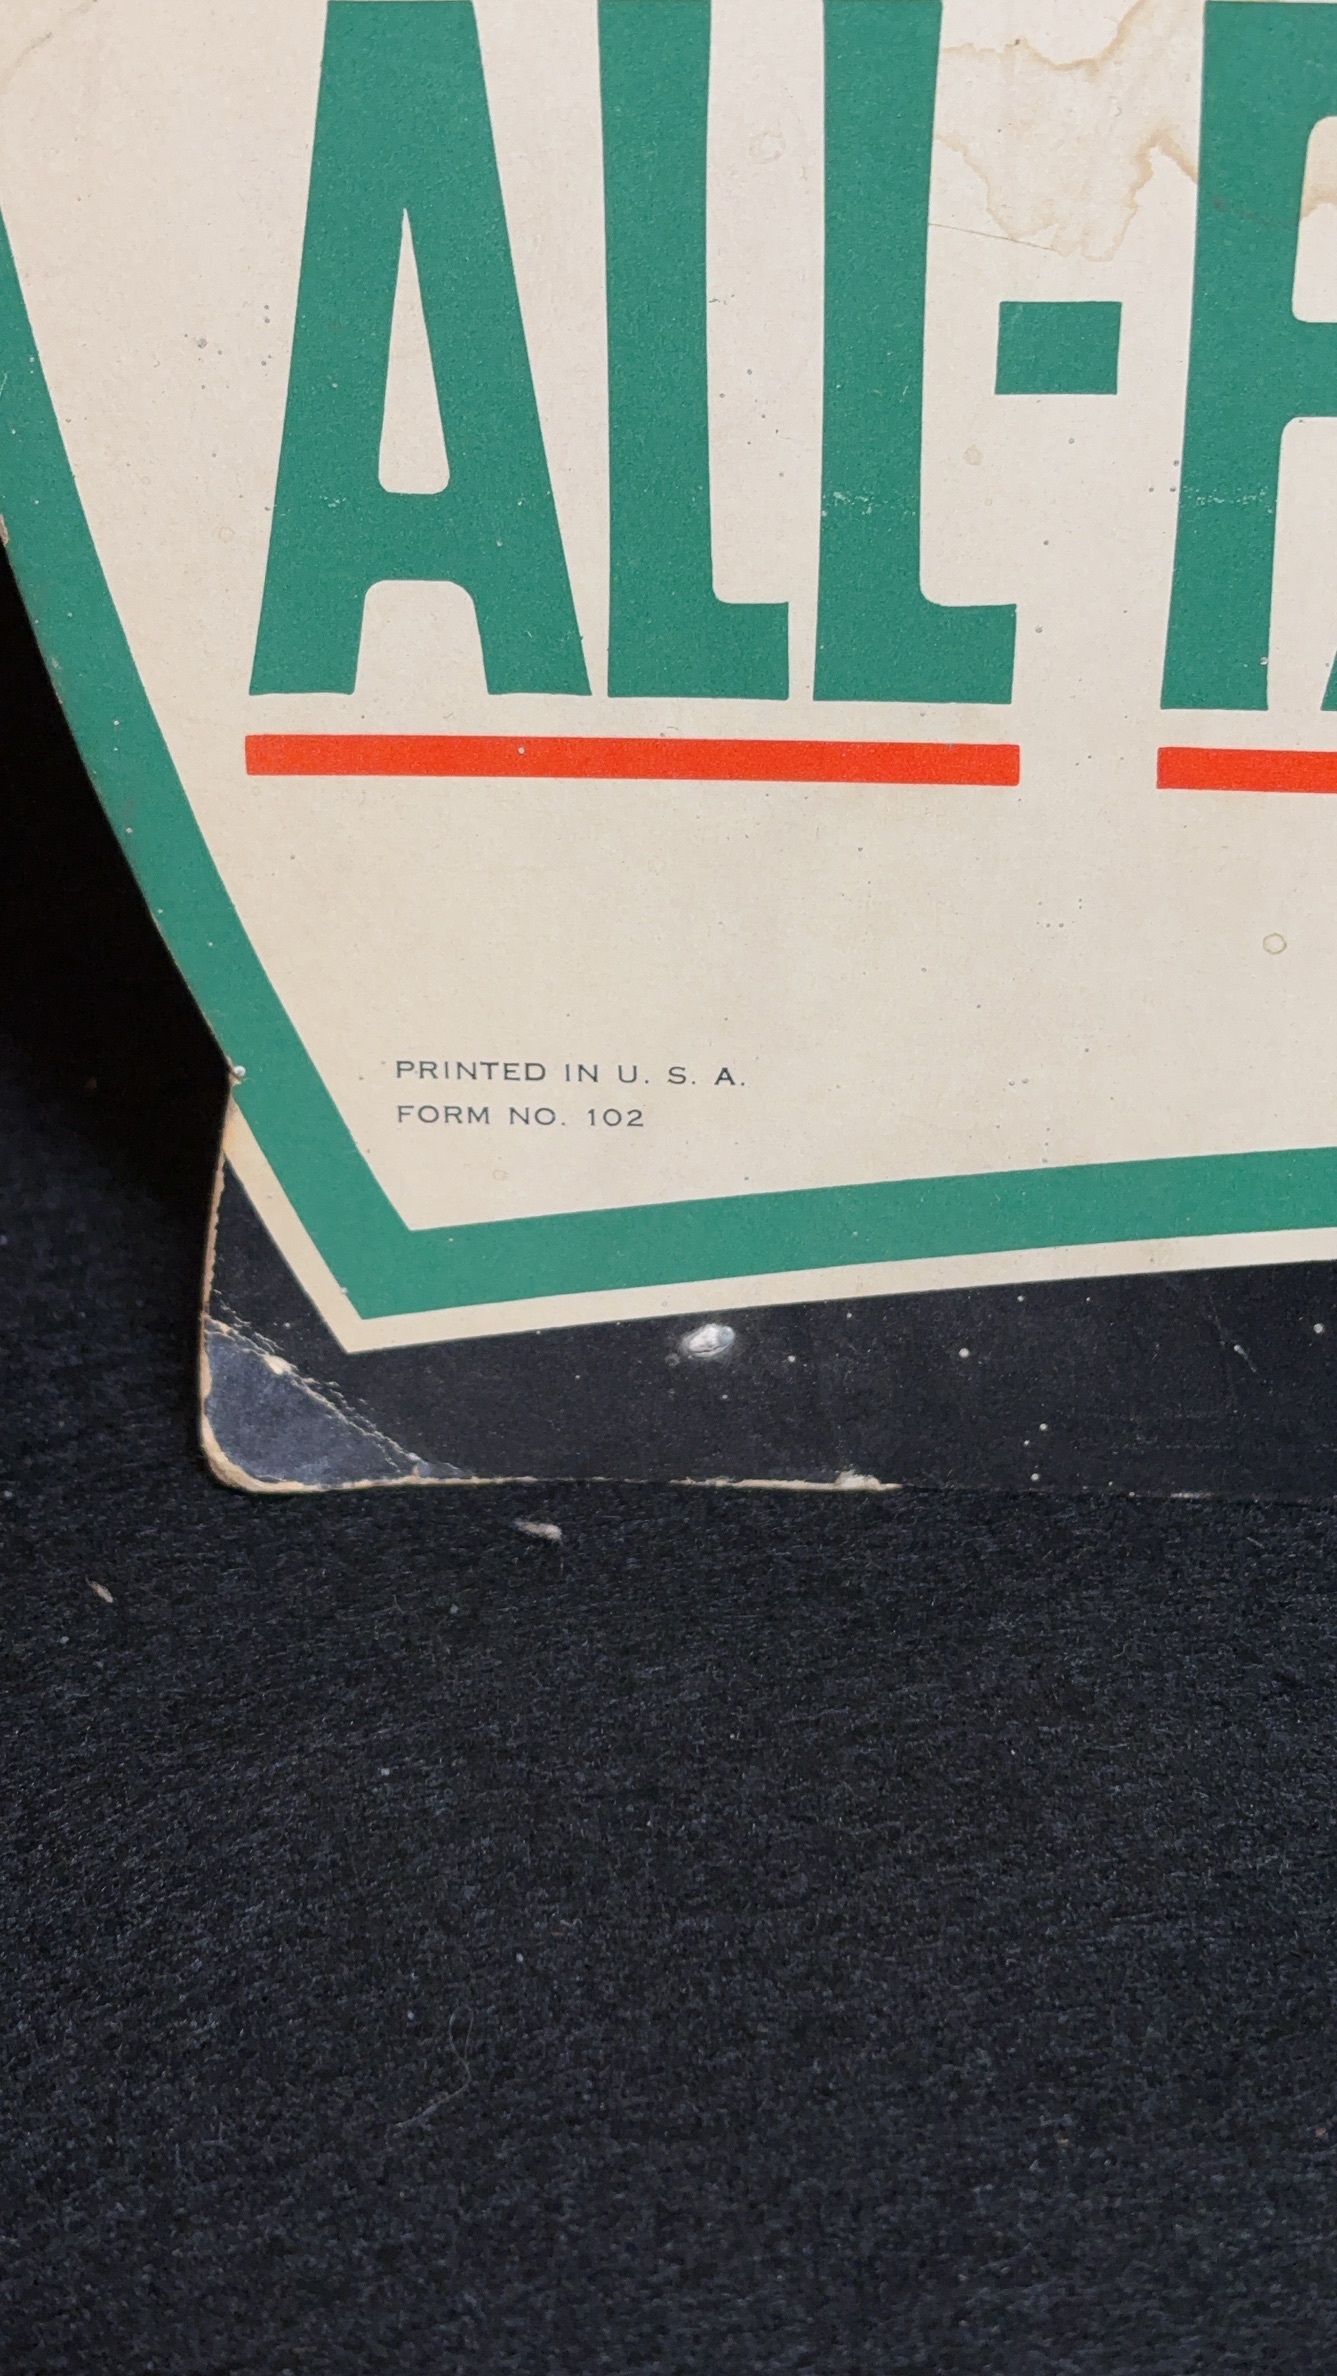 ALL-
PRINTED IN U. S. A.
FORM NO. 102